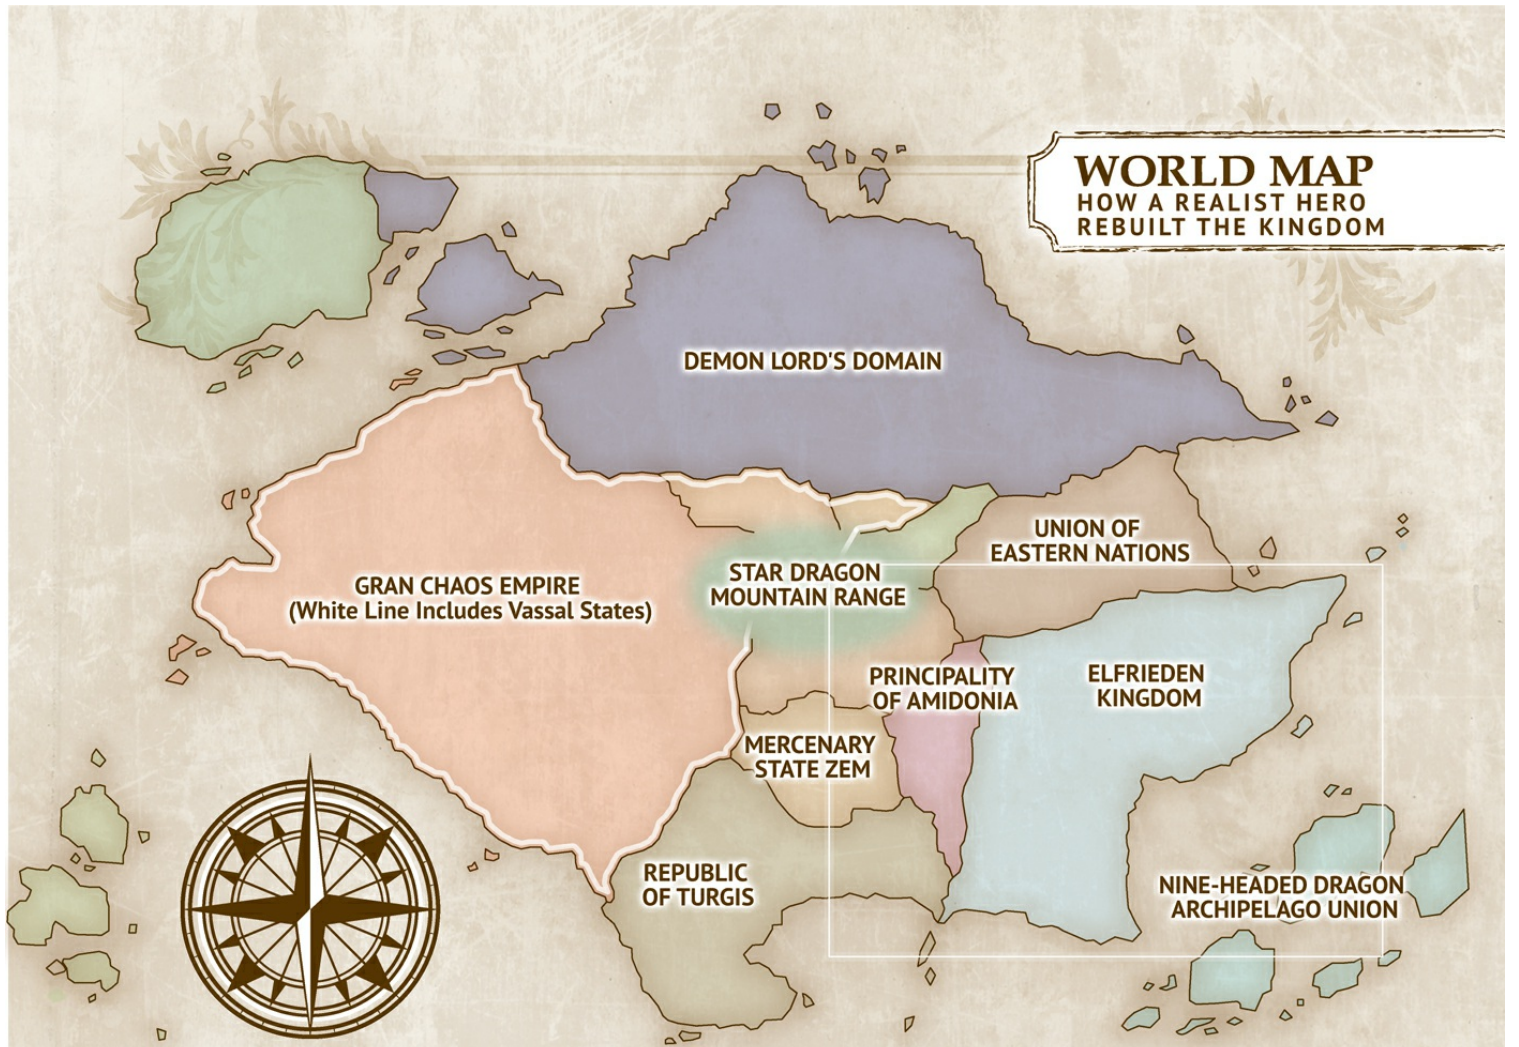 WORLD MAP
HOW A REALIST HERO
REBUILT THE KINGDOM
DEMON LORD'S DOMAIN
UNION OF
EASTERN NATIONS
STAR DRAGON
MOUNTAIN RANGE
GRAN CHAOS EMPIRE
(White Line Includes Vassal States)
PRINCIPALITY
OF AMIDONIA
ELFRIEDEN
KINGDOM
MERCENARY
STATE ZEM
REPUBLIC
OF TURGIS
NINE-HEADED DRAGON
ARCHIPELAGO UNION